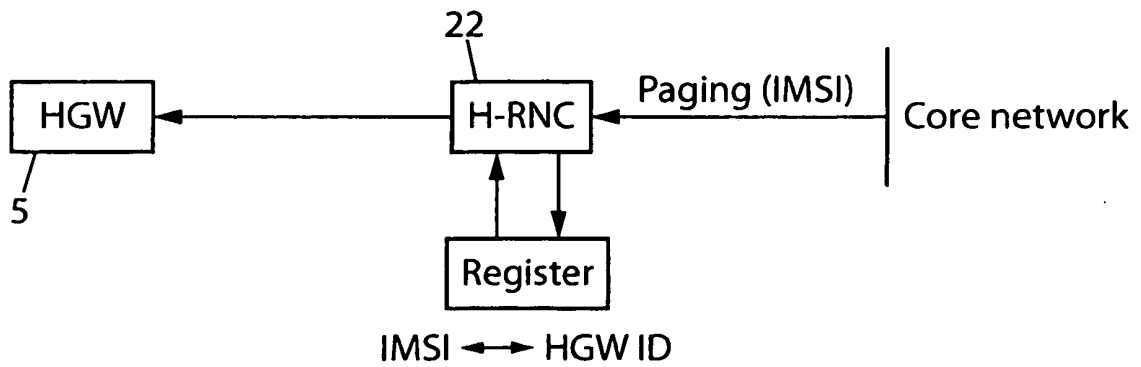 22
HGW
H-RNC
Paging (IMSI)
Core network
5
Register
IMSI ↔ HGW ID